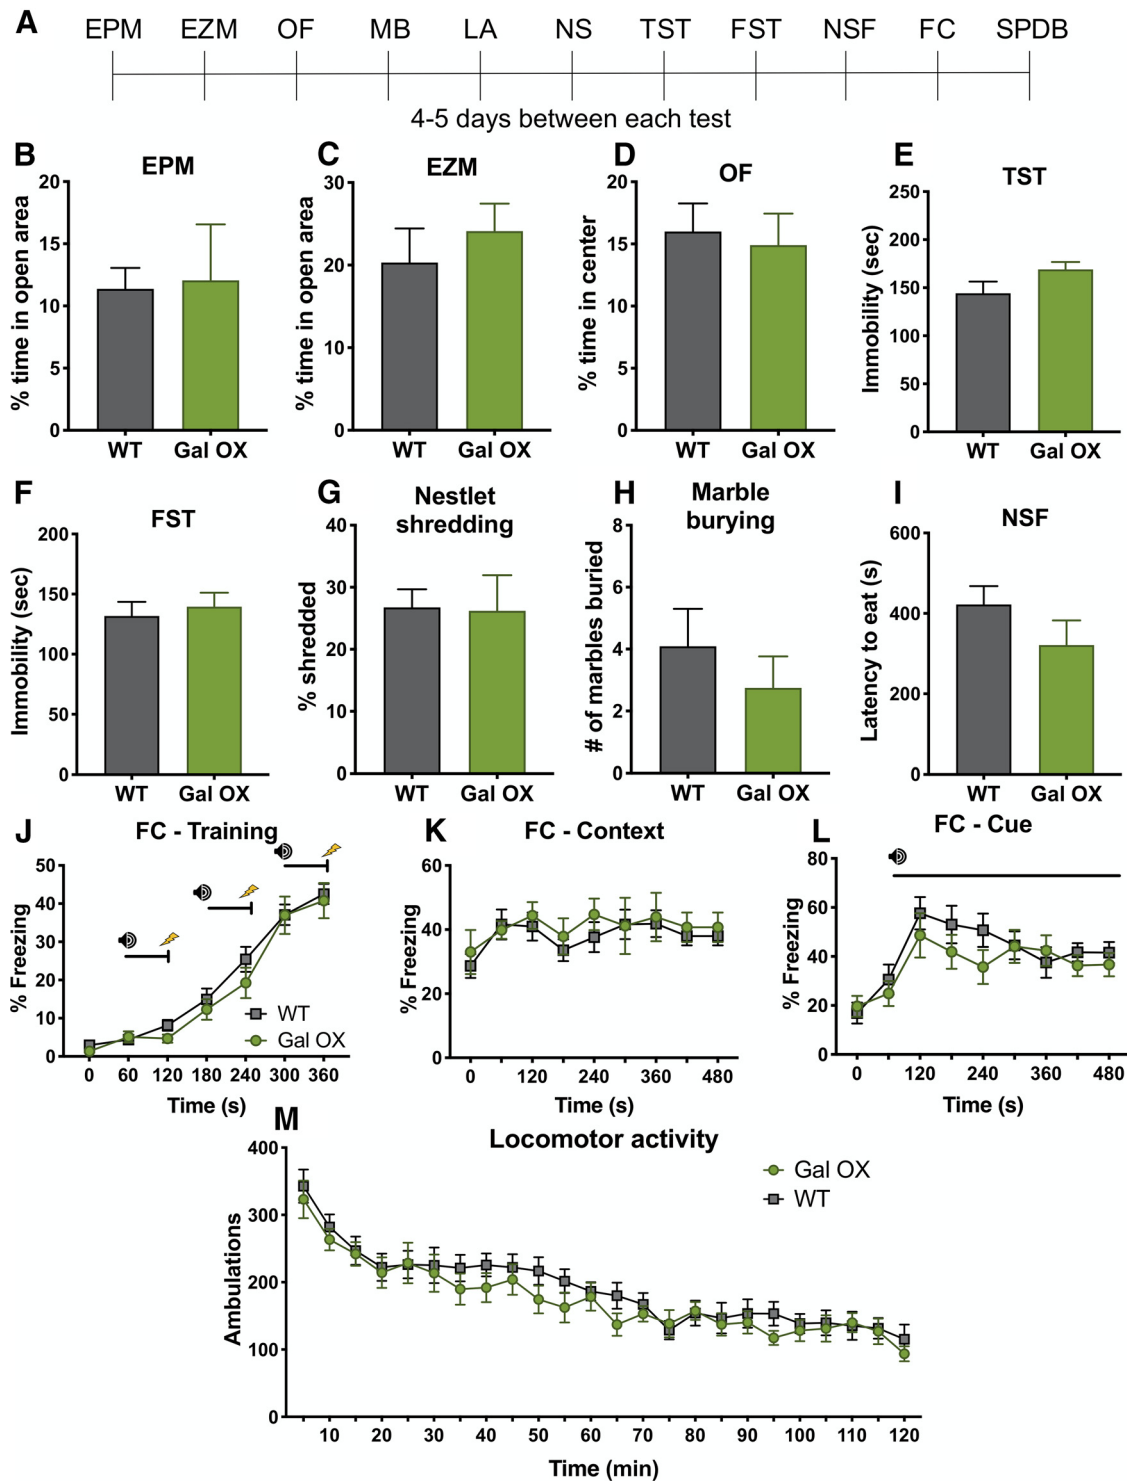 A
EPM EZM OF MB LA NS TST FST NSF FC SPDB
4-5 days between each test
B
EPM
% time in open area
20
15
10
5
0
WT Gal OX
C
EZM
% time in open area
30
20
10
0
WT Gal OX
D
OF
% time in center
20
15
10
5
0
WT Gal OX
E
TST
Immobility (sec)
250
200
150
100
50
0
WT Gal OX
F
FST
Immobility (sec)
200
150
100
50
0
WT Gal OX
G
Nestlet
shredding
% shredded
40
30
20
10
0
WT Gal OX
H
Marble
burying
# of marbles buried
8
6
4
2
0
WT Gal OX
I
NSF
Latency to eat (s)
600
400
200
0
WT Gal OX
J
FC - Training
% Freezing
50
40
30
20
10
0
WT
Gal OX
0 60 120 180 240 300 360
Time (s)
K
FC - Context
% Freezing
60
40
20
0
0 120 240 360 480
Time (s)
L
FC - Cue
% Freezing
80
60
40
20
0
0 120 240 360 480
Time (s)
M
Locomotor activity
Ambulations
400
300
200
100
0
Gal OX
WT
10 20 30 40 50 60 70 80 90 100 110 120
Time (min)